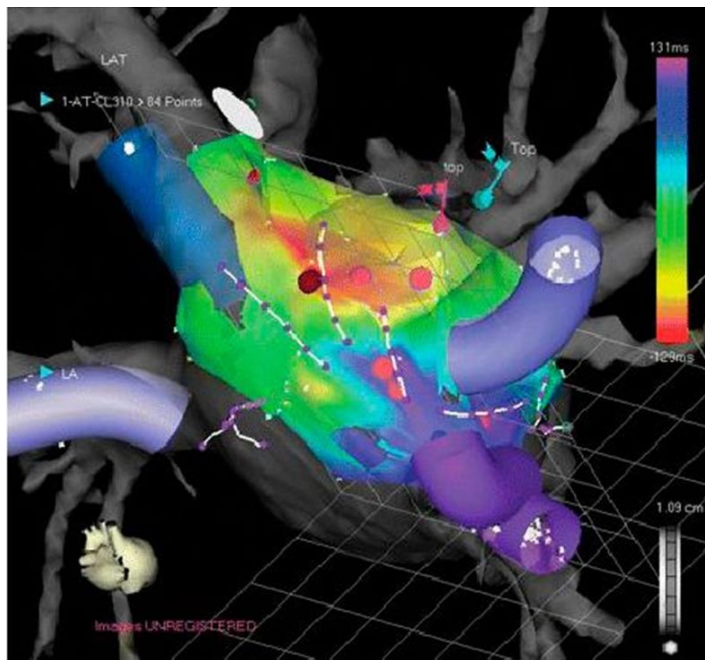 131ms
LAT
1-AT-CL310 > 84 Points
Top
top
-129ms
LA
1.09 cm
Images UNREGISTERED